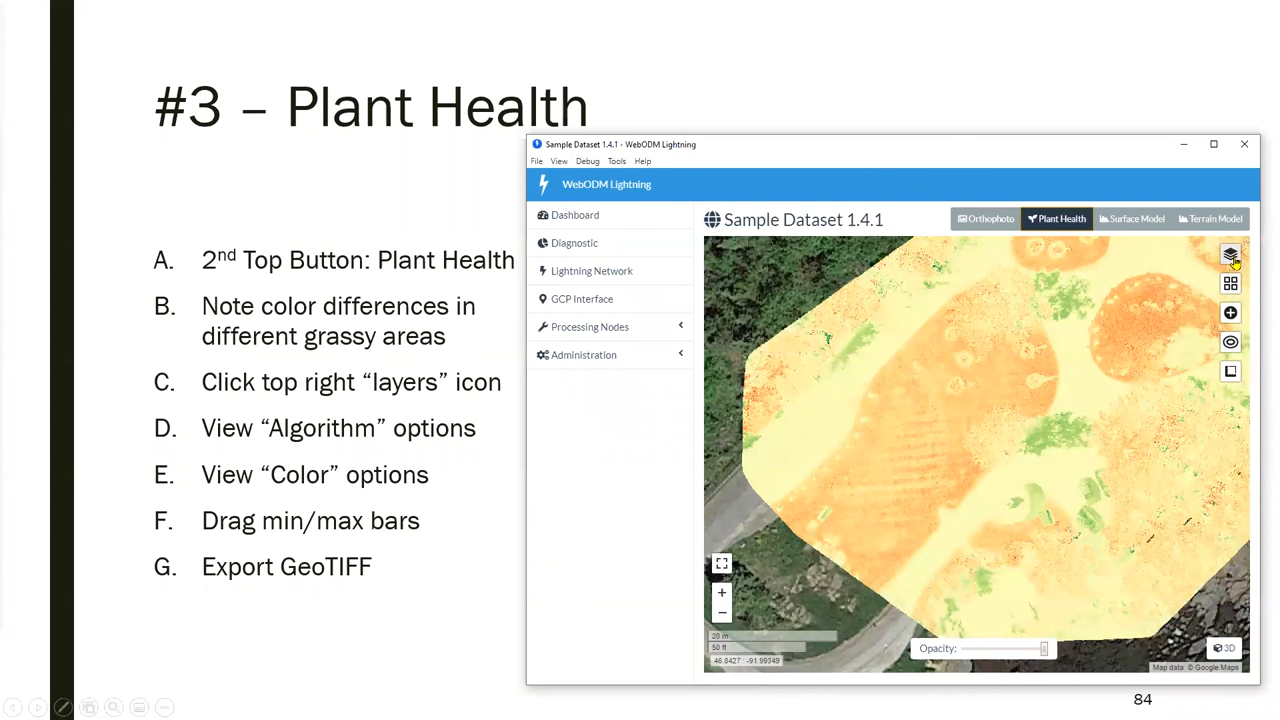 #3 – Plant Health
A. 2nd Top Button: Plant Health
B. Note color differences in
different grassy areas
C. Click top right “layers” icon
D. View “Algorithm” options
E. View “Color” options
F. Drag min/max bars
G. Export GeoTIFF
Sample Dataset 1.4.1 - WebODM Lightning
File View Debug Tools Help
WebODM Lightning
Dashboard
Diagnostic
Lightning Network
GCP Interface
Processing Nodes
Administration
Sample Dataset 1.4.1
Orthophoto Plant Health Surface Model Terrain Model
+
−
20 m
50 ft
46.8427 : -91.99349
Opacity:
3D
Map data: © Google Maps
84